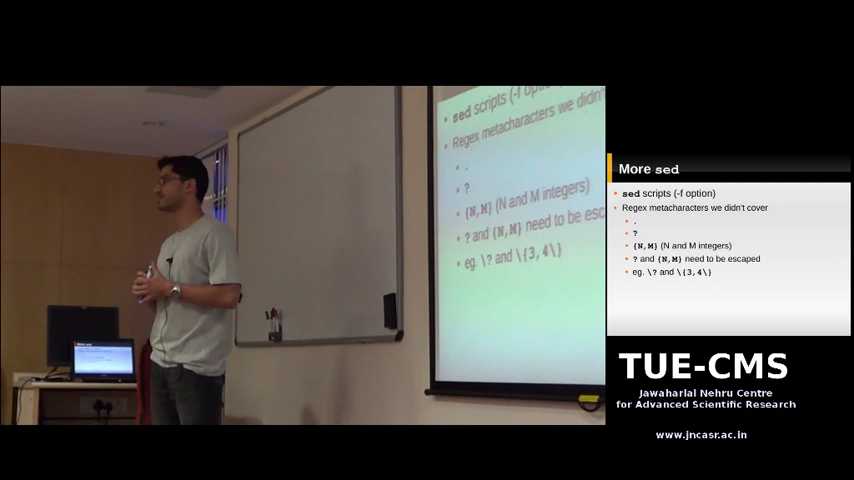 sed scripts (-f optio
Regex metacharacters we didn'
.
?
{N,M} (N and M integers)
? and {N,M} need to be esc
eg. \? and \{3,4\}
More sed
sed scripts (-f option)
Regex metacharacters we didn't cover
.
?
{N,M} (N and M integers)
? and {N,M} need to be escaped
eg. \? and \{3,4\}
TUE-CMS
Jawaharlal Nehru Centre
for Advanced Scientific Research
www.jncasr.ac.in